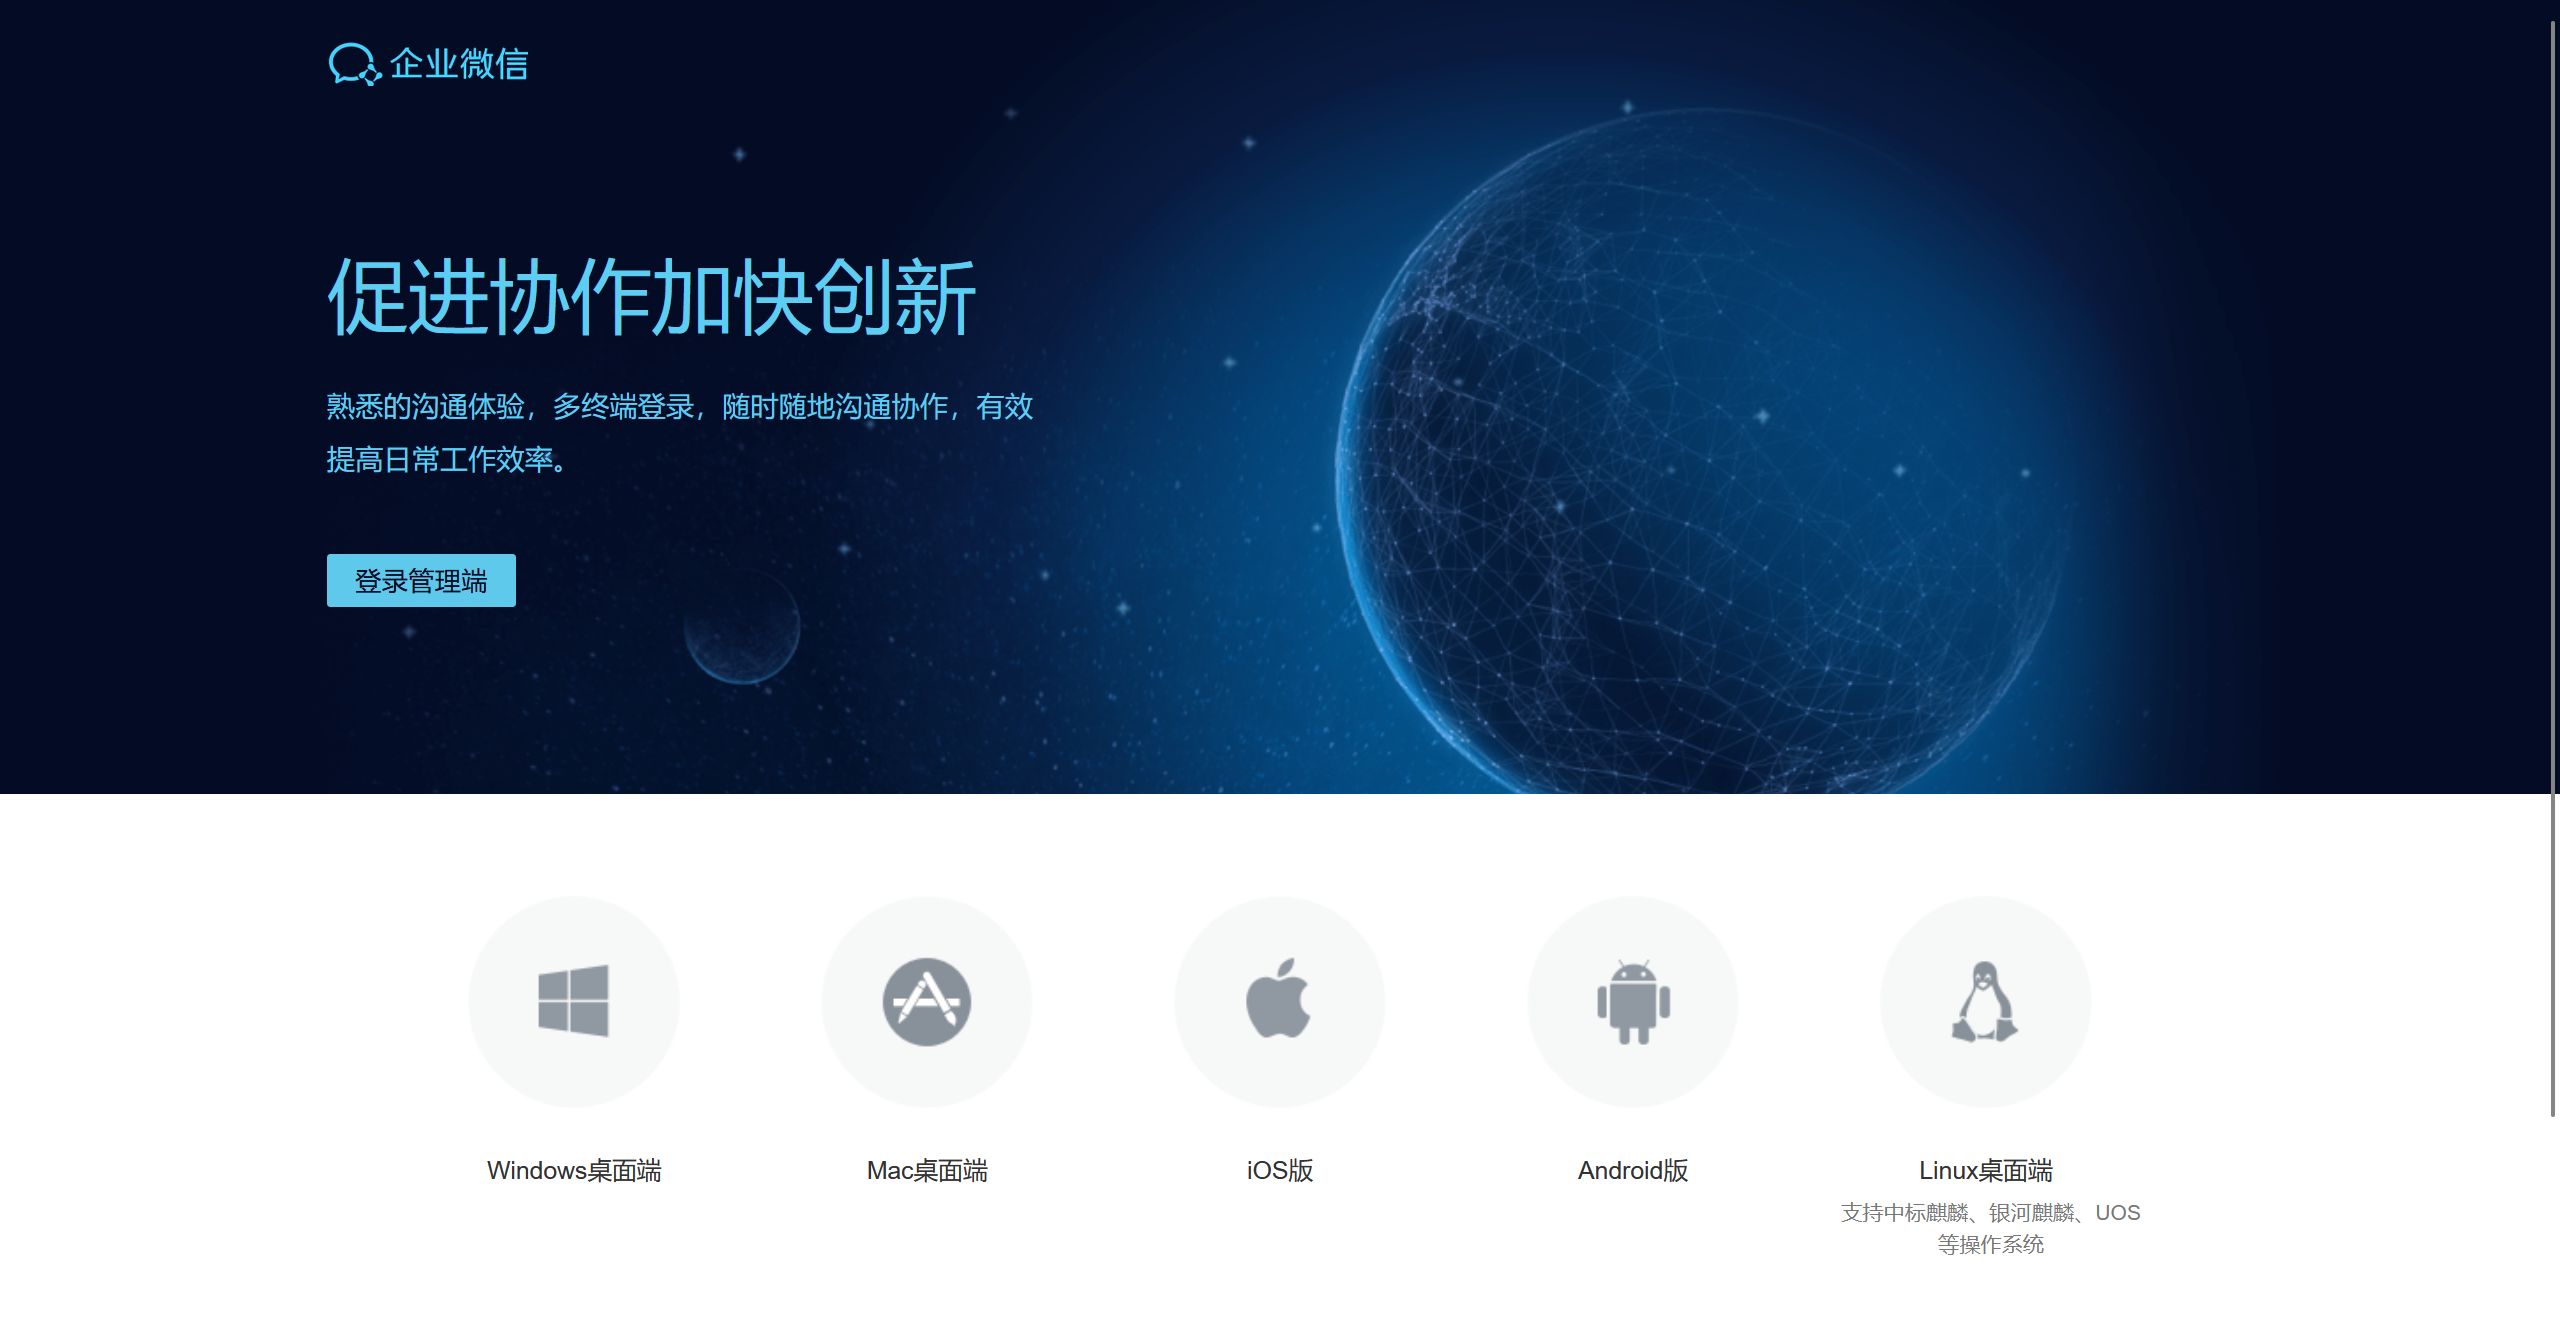 企业微信
促进协作加快创新
熟悉的沟通体验，多终端登录，随时随地沟通协作，有效
提高日常工作效率。
登录管理端
Windows桌面端
Mac桌面端
iOS版
Android版
Linux桌面端
支持中标麒麟、银河麒麟、UOS
等操作系统